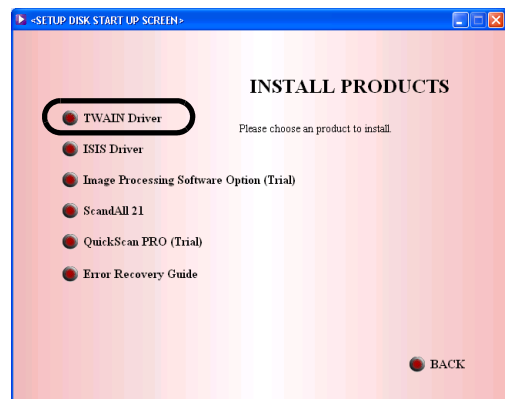 <SETUP DISK START UP SCREEN>
INSTALL PRODUCTS
Please choose an product to install.
TWAIN Driver
ISIS Driver
Image Processing Software Option (Trial)
ScandAll 21
QuickScan PRO (Trial)
Error Recovery Guide
BACK